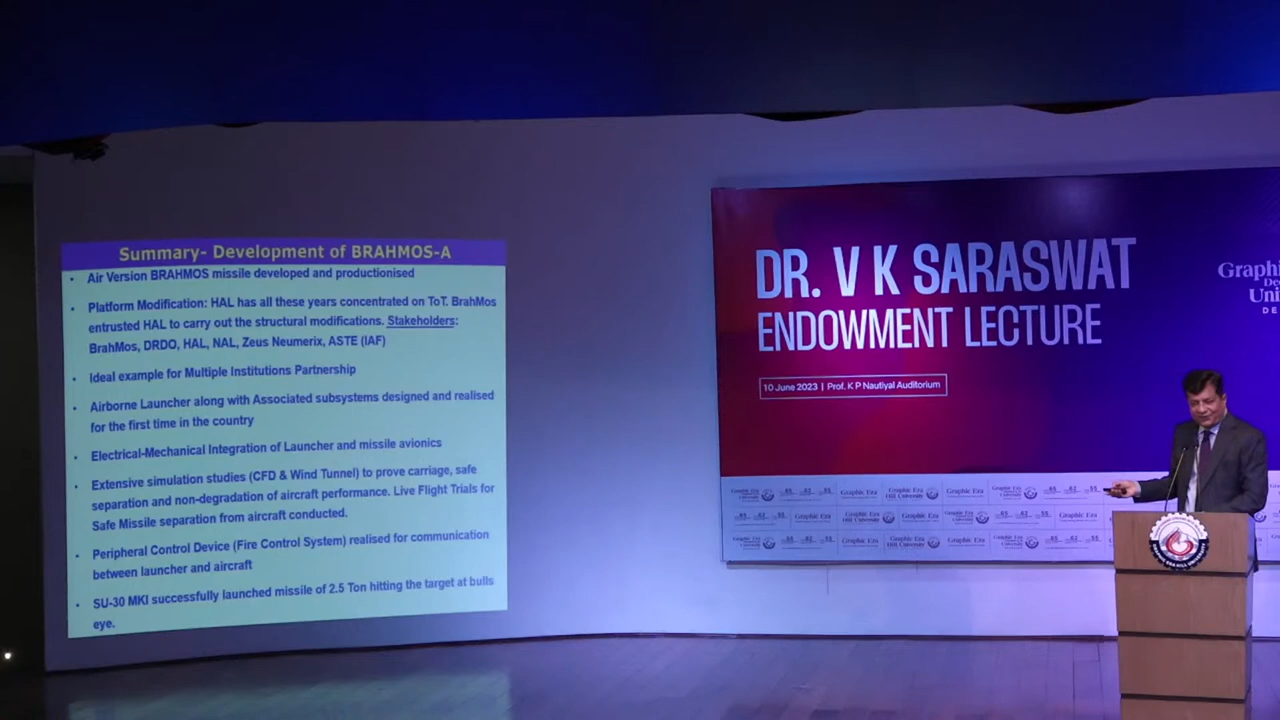 Summary- Development of BRAHMOS-A
• Air Version BRAHMOS missile developed and productionised
• Platform Modification: HAL has all these years concentrated on ToT. BrahMos
entrusted HAL to carry out the structural modifications. Stakeholders:
BrahMos, DRDO, HAL, NAL, Zeus Numerix, ASTE (IAF)
• Ideal example for Multiple Institutions Partnership
• Airborne Launcher along with Associated subsystems designed and realised
for the first time in the country
• Electrical-Mechanical Integration of Launcher and missile avionics
• Extensive simulation studies (CFD & Wind Tunnel) to prove carriage, safe
separation and non-degradation of aircraft performance. Live Flight Trials for
Safe Missile separation from aircraft conducted.
• Peripheral Control Device (Fire Control System) realised for communication
between launcher and aircraft
• SU-30 MKI successfully launched missile of 2.5 Ton hitting the target at bulls
eye.
DR. V K SARASWAT
ENDOWMENT LECTURE
10 June 2023 | Prof. K P Nautiyal Auditorium
Graphic Era
Hill University
Graphic Era